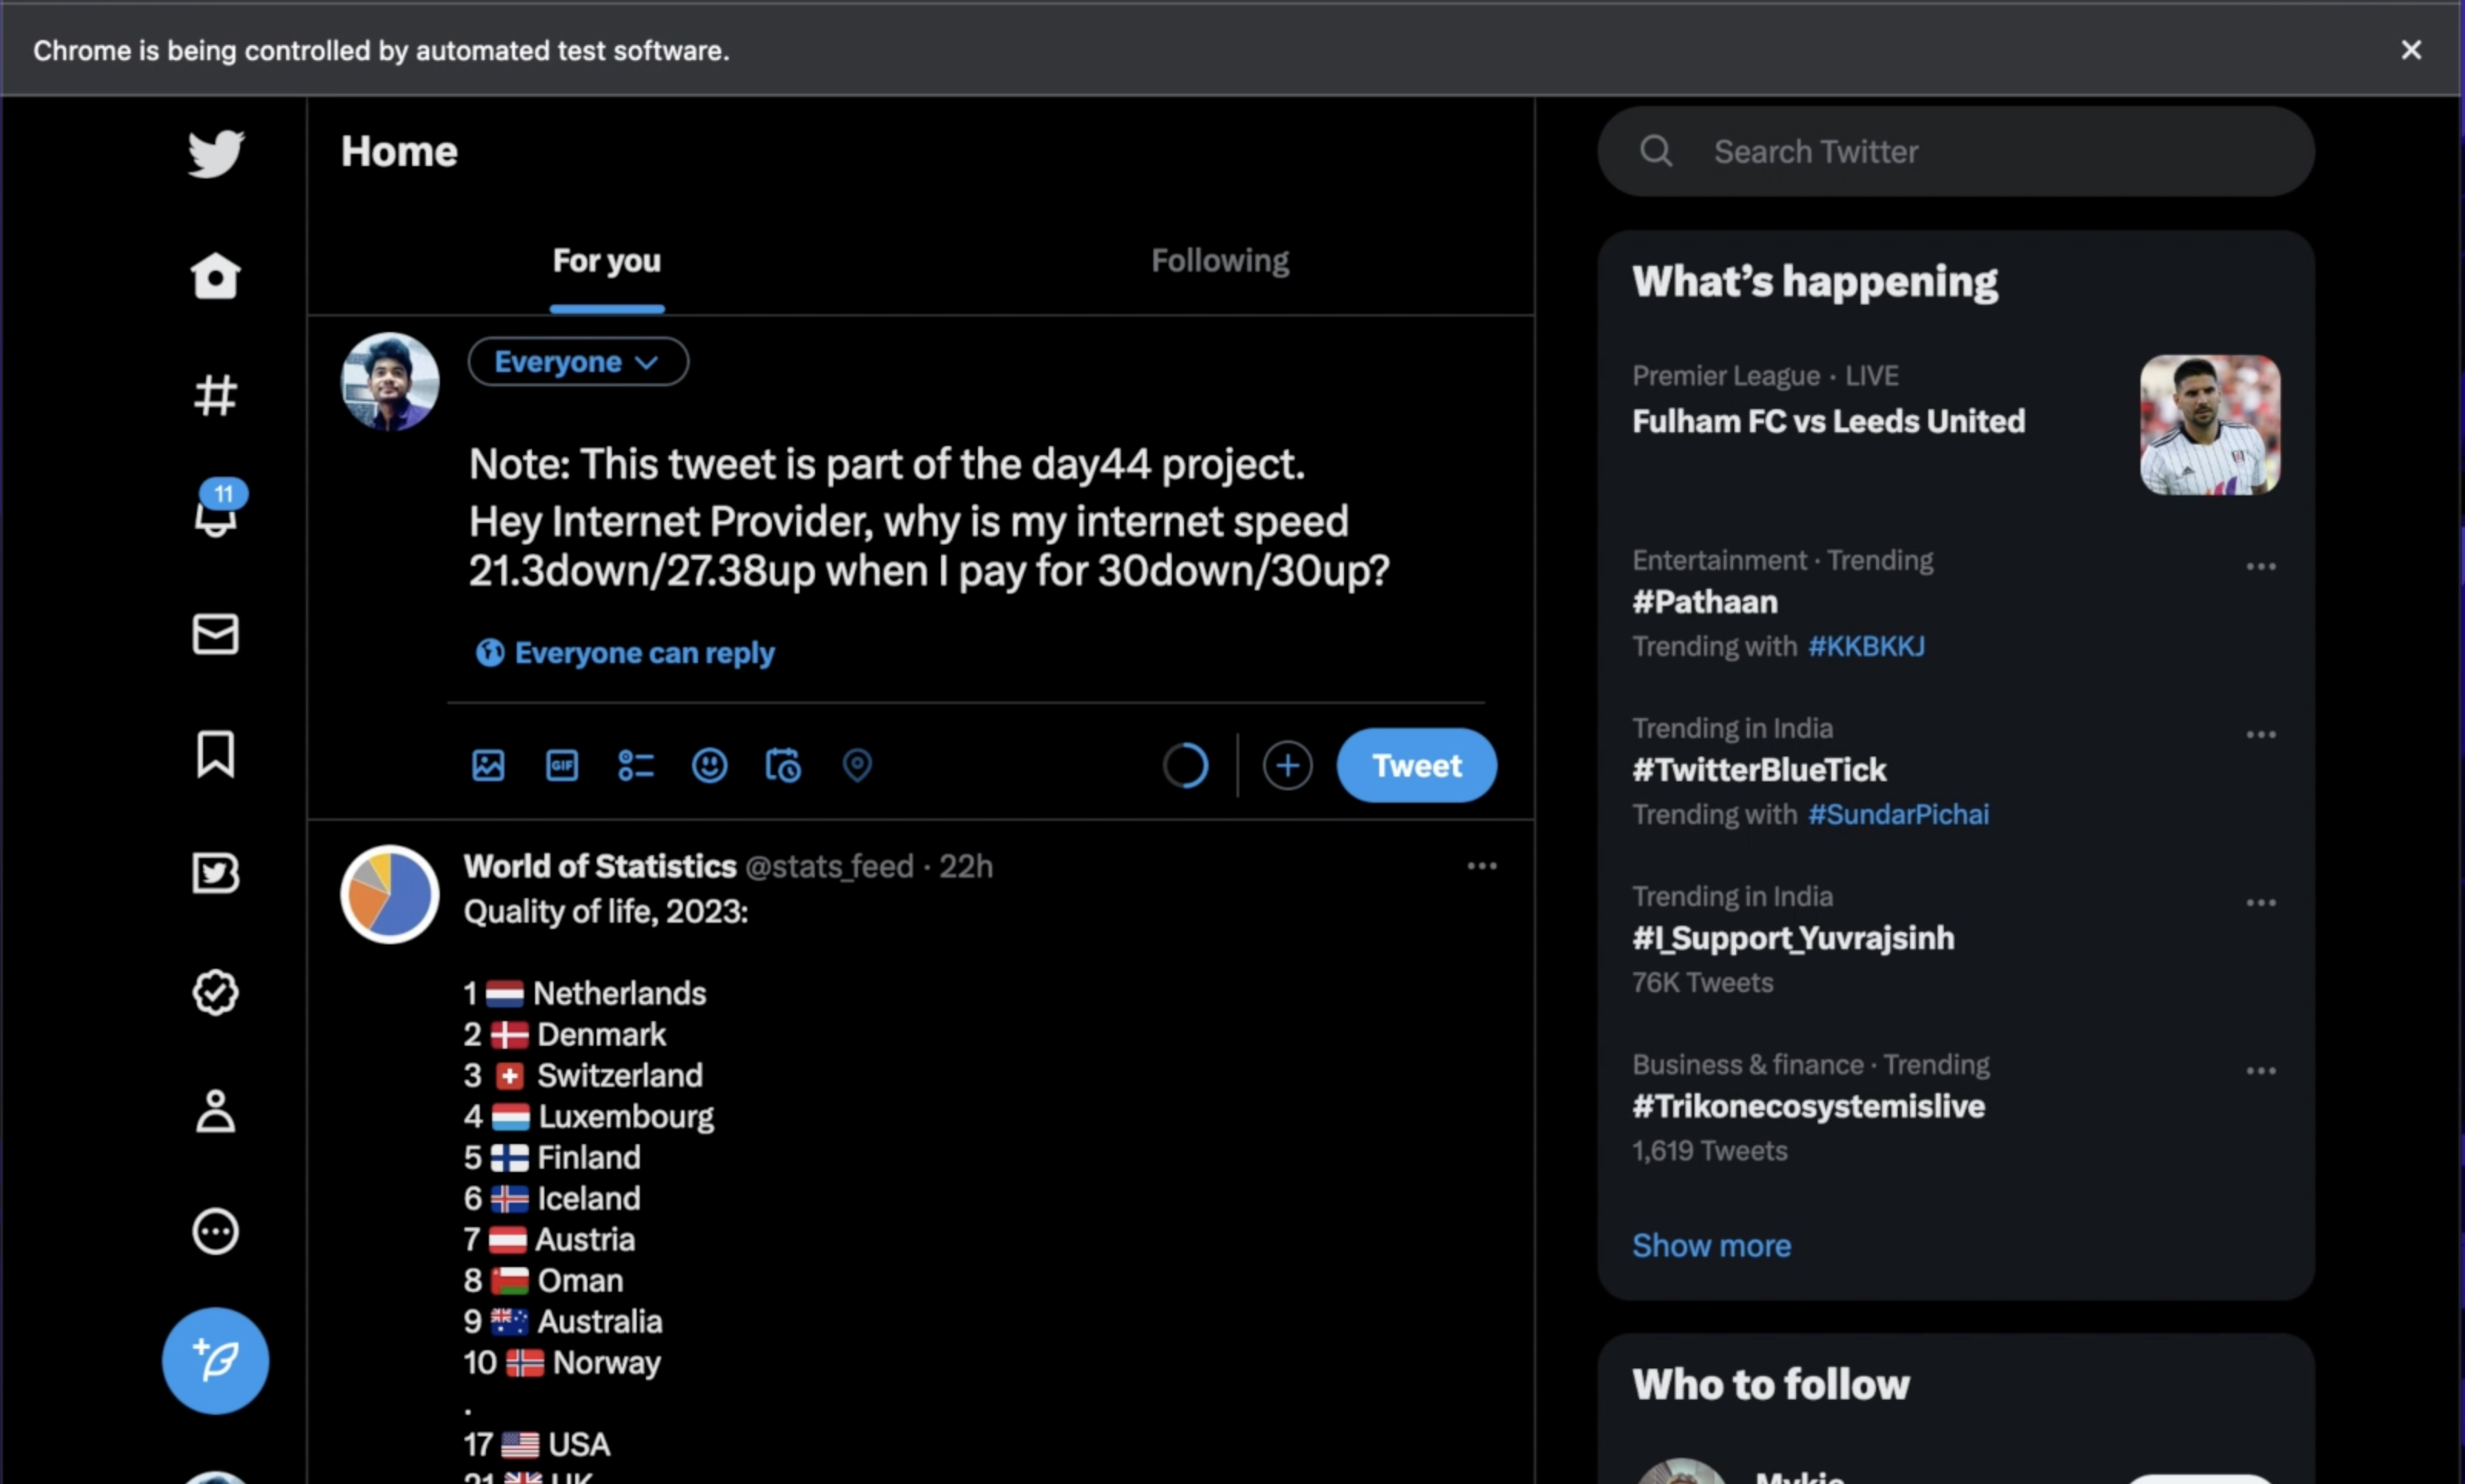 Chrome is being controlled by automated test software.
Home
For you
Following
Everyone
Note: This tweet is part of the day44 project.
Hey Internet Provider, why is my internet speed
21.3down/27.38up when I pay for 30down/30up?
Everyone can reply
GIF
Tweet
11
World of Statistics @stats_feed · 22h
Quality of life, 2023:
1 Netherlands
2 Denmark
3 Switzerland
4 Luxembourg
5 Finland
6 Iceland
7 Austria
8 Oman
9 Australia
10 Norway
.
17 USA
21 UK
Search Twitter
What's happening
Premier League · LIVE
Fulham FC vs Leeds United
Entertainment · Trending
#Pathaan
Trending with #KKBKKJ
Trending in India
#TwitterBlueTick
Trending with #SundarPichai
Trending in India
#I_Support_Yuvrajsinh
76K Tweets
Business & finance · Trending
#Trikonecosystemislive
1,619 Tweets
Show more
Who to follow